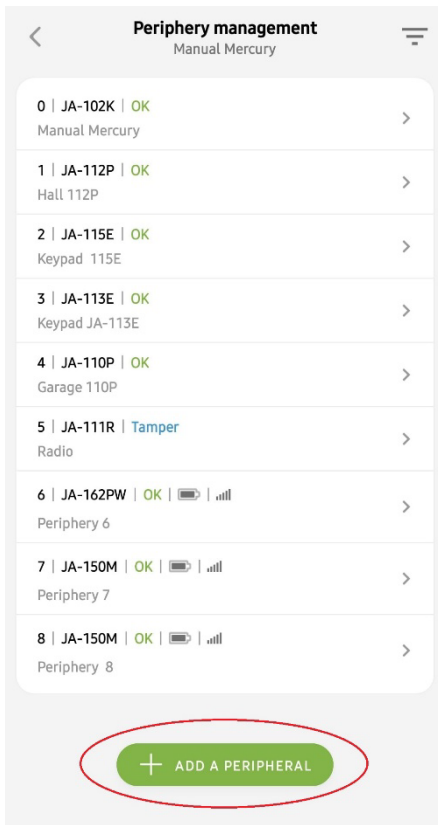 Periphery management
Manual Mercury
0 | JA-102K | OK
Manual Mercury
1 | JA-112P | OK
Hall 112P
2 | JA-115E | OK
Keypad 115E
3 | JA-113E | OK
Keypad JA-113E
4 | JA-110P | OK
Garage 110P
5 | JA-111R | Tamper
Radio
6 | JA-162PW | OK | |
Periphery 6
7 | JA-150M | OK | |
Periphery 7
8 | JA-150M | OK | |
Periphery 8
ADD A PERIPHERAL